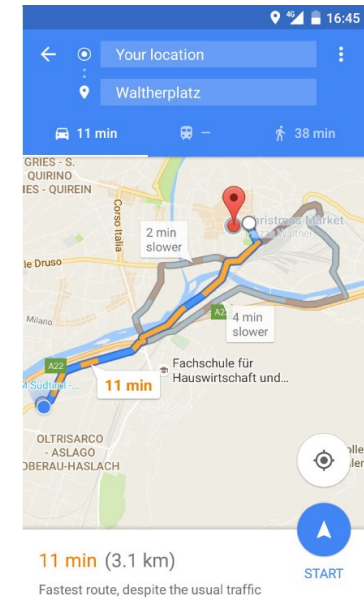 4G 16:45
Your location
Waltherplatz
11 min
–
38 min
GRIES - S.
QUIRINO
IES - QUIREIN
Corso Italia
2 min
slower
Christmas Market
le Druso
Milano
4 min
slower
A22
A22
Fachschule für
Hauswirtschaft und...
11 min
OLTRISARCO
- ASLAGO
OBERAU-HASLACH
START
11 min (3.1 km)
Fastest route, despite the usual traffic